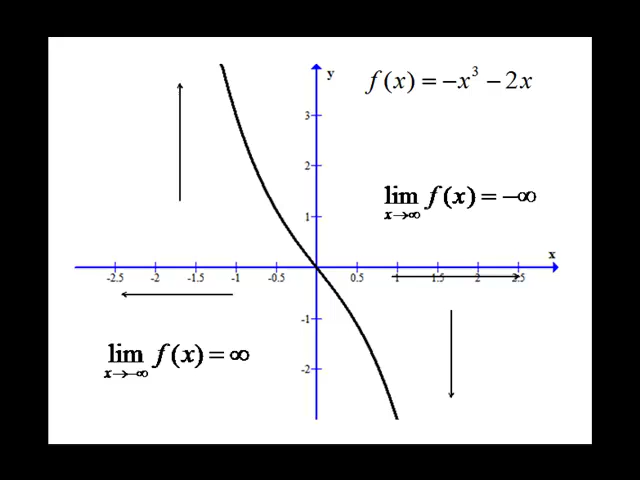 y
f(x) = −x³ − 2x
3
2
lim f(x) = −∞
x→∞
1
x
-2.5 -2 -1.5 -1 -0.5 0.5 1 1.5 2 2.5
-1
lim f(x) = ∞
x→−∞
-2